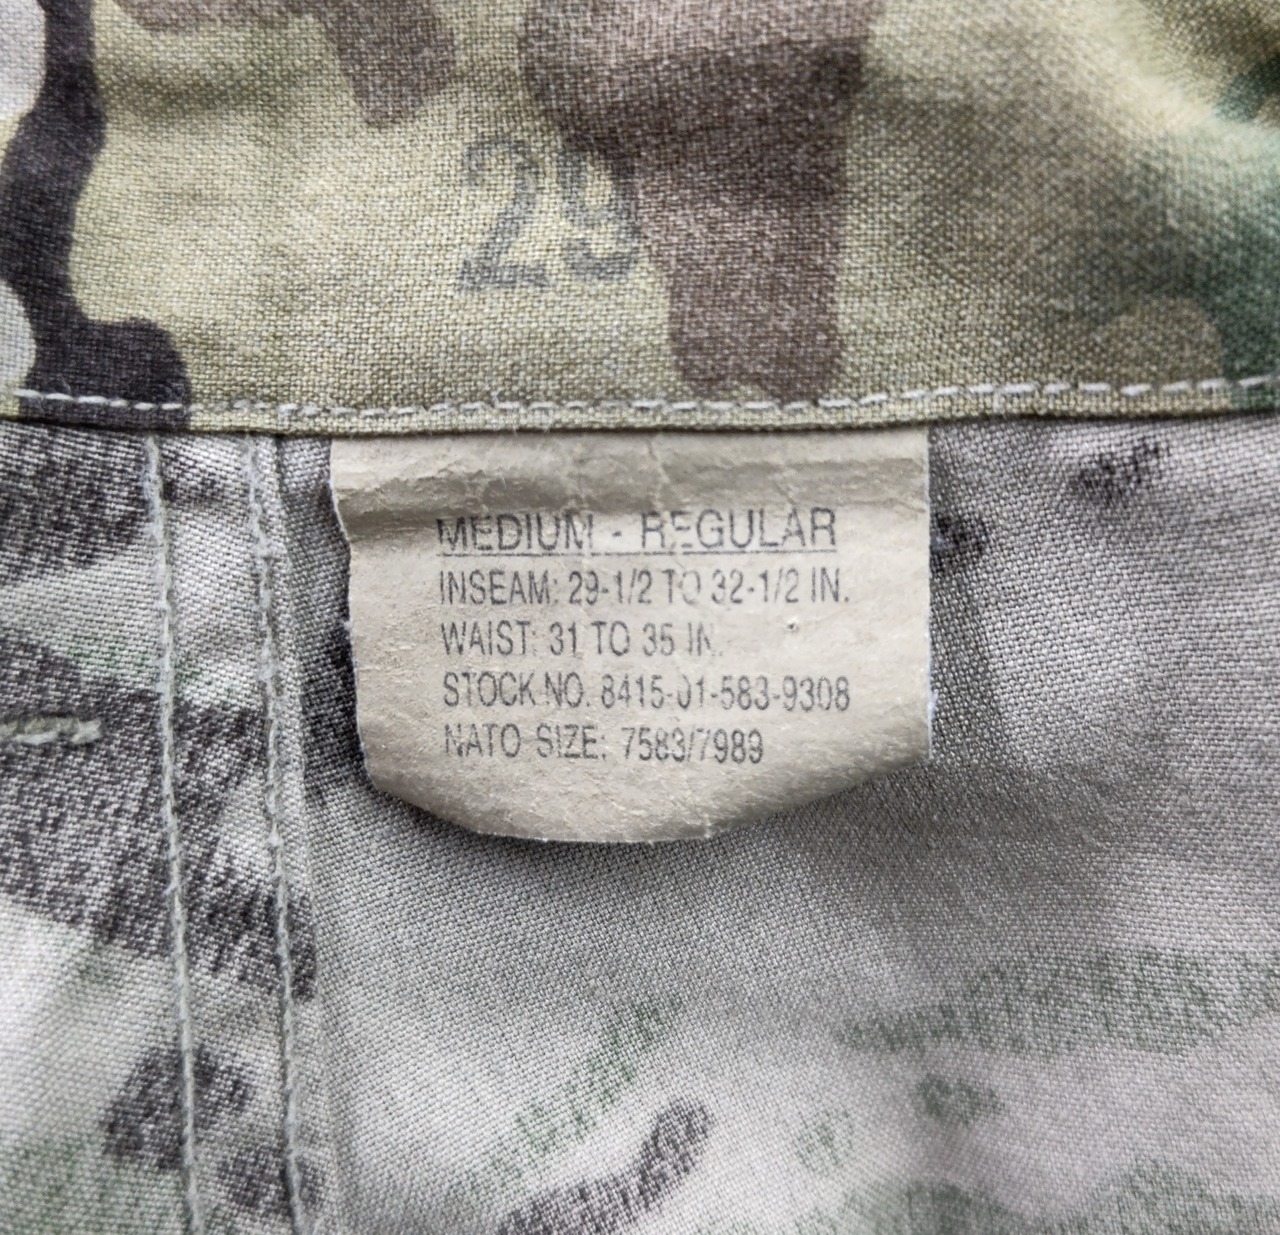 29
MEDIUM - REGULAR
INSEAM: 29-1/2 TO 32-1/2 IN.
WAIST: 31 TO 35 IN.
STOCK NO. 8415-01-583-9308
NATO SIZE: 7583/7989